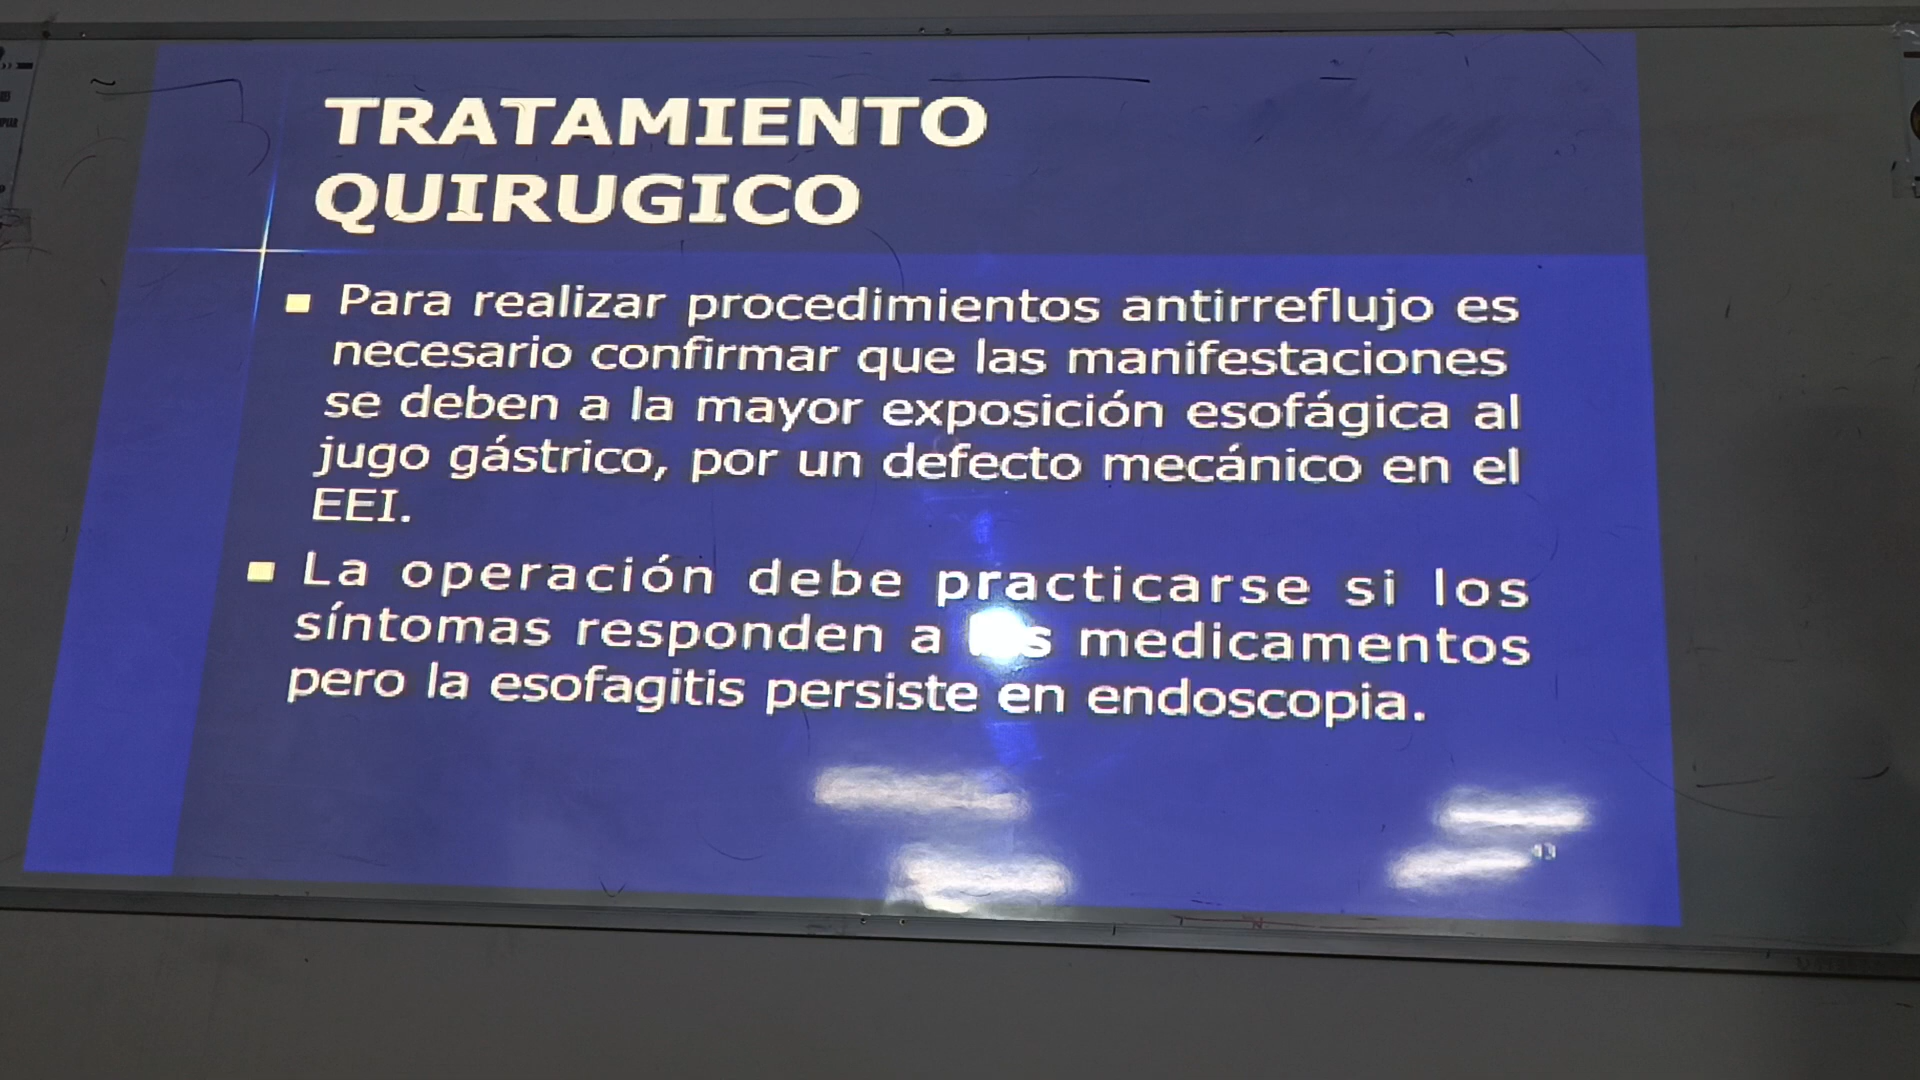 TRATAMIENTO
QUIRUGICO
Para realizar procedimientos antirreflujo es
necesario confirmar que las manifestaciones
se deben a la mayor exposición esofágica al
jugo gástrico, por un defecto mecánico en el
EEI.
La operación debe practicarse si los
síntomas responden a los medicamentos
pero la esofagitis persiste en endoscopia.